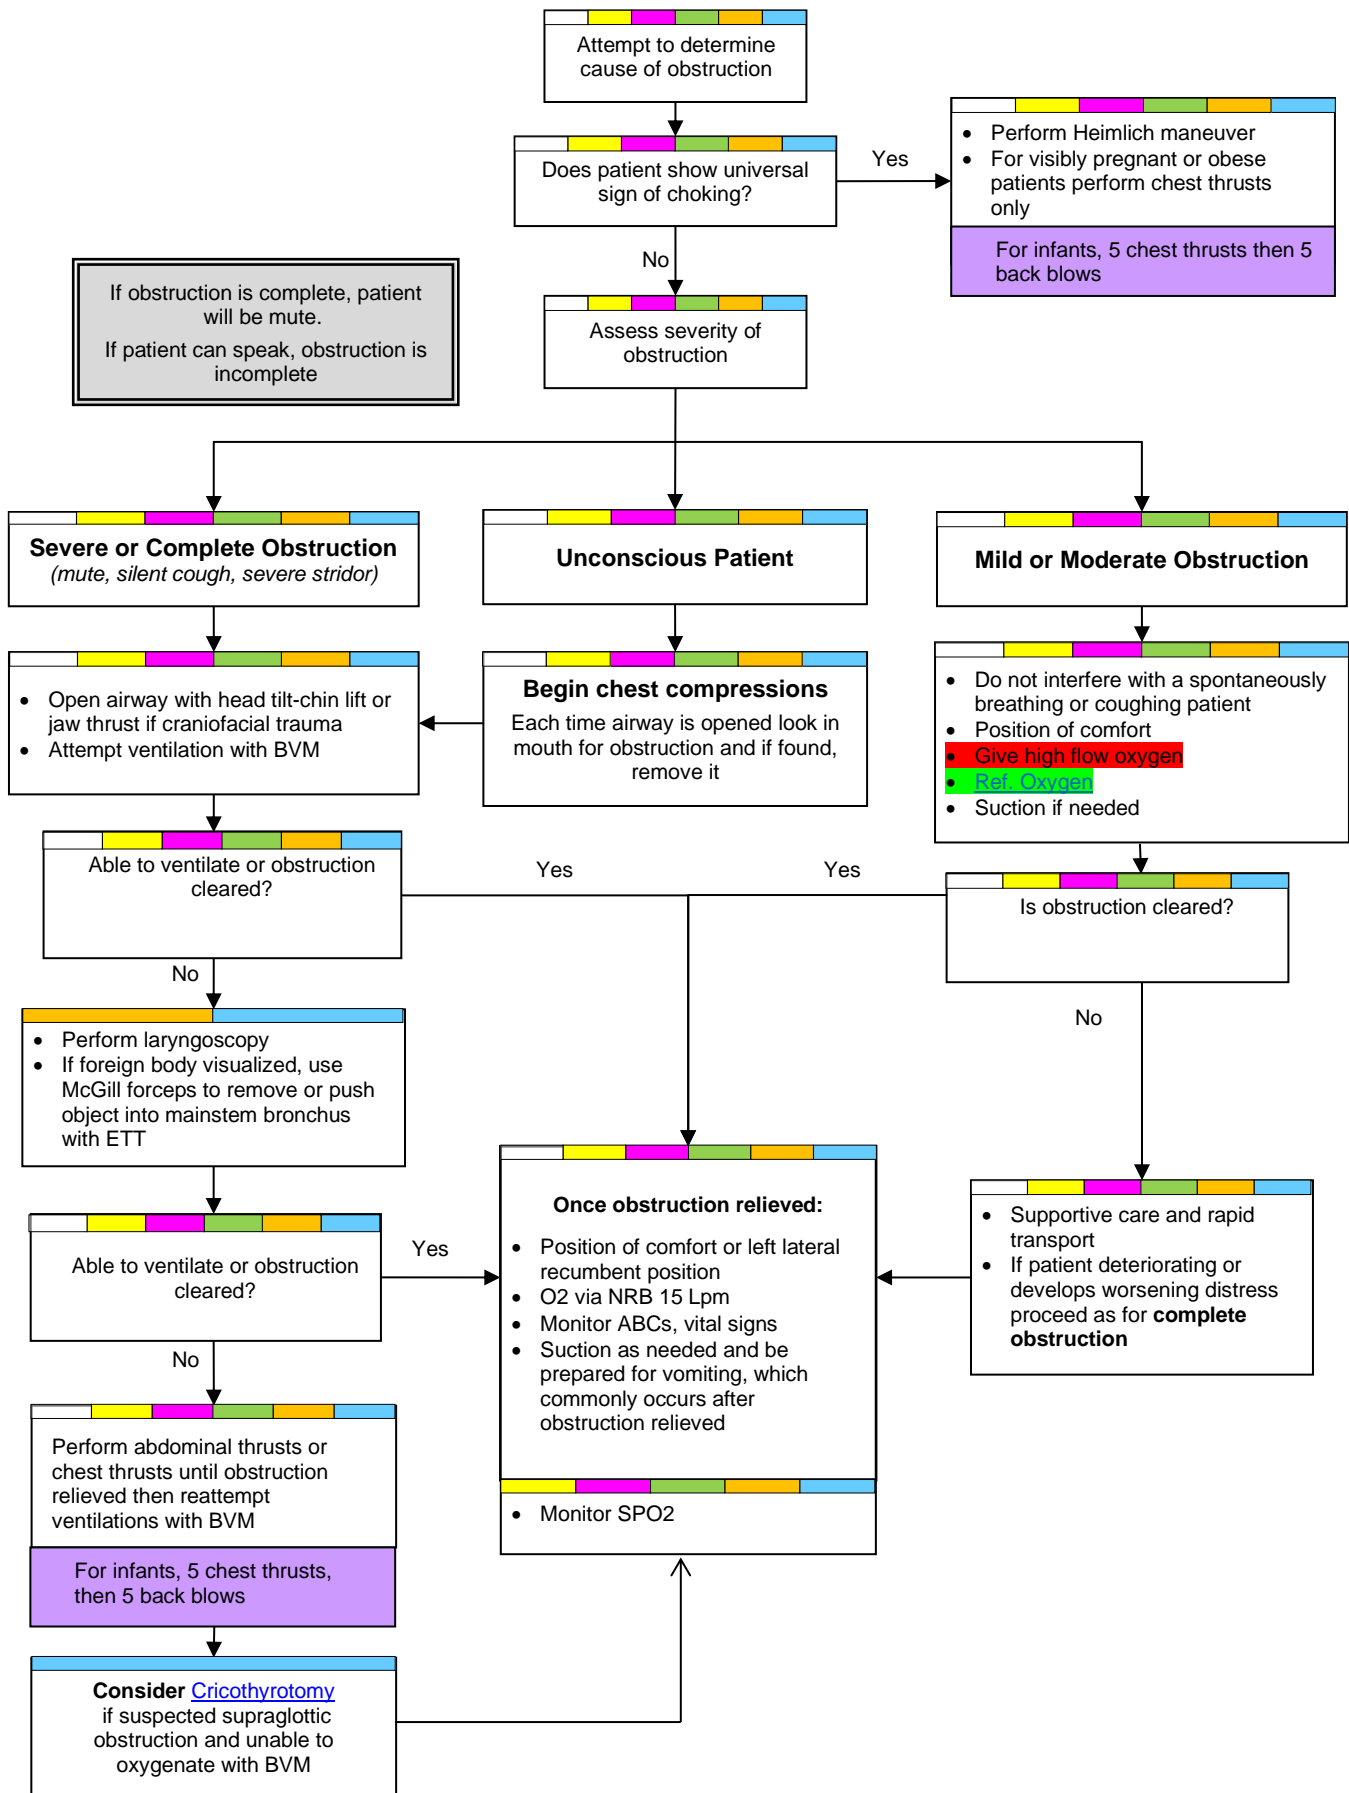 Attempt to determine
cause of obstruction
Does patient show universal
sign of choking?
Yes
• Perform Heimlich maneuver
• For visibly pregnant or obese
patients perform chest thrusts
only
For infants, 5 chest thrusts then 5
back blows
No
If obstruction is complete, patient
will be mute.
If patient can speak, obstruction is
incomplete
Assess severity of
obstruction
Severe or Complete Obstruction
(mute, silent cough, severe stridor)
Unconscious Patient
Mild or Moderate Obstruction
• Open airway with head tilt-chin lift or
jaw thrust if craniofacial trauma
• Attempt ventilation with BVM
Begin chest compressions
Each time airway is opened look in
mouth for obstruction and if found,
remove it
• Do not interfere with a spontaneously
breathing or coughing patient
• Position of comfort
• Give high flow oxygen
• Ref. Oxygen
• Suction if needed
Able to ventilate or obstruction
cleared?
Yes
Yes
Is obstruction cleared?
No
No
• Perform laryngoscopy
• If foreign body visualized, use
McGill forceps to remove or push
object into mainstem bronchus
with ETT
Able to ventilate or obstruction
cleared?
Yes
Once obstruction relieved:
• Position of comfort or left lateral
recumbent position
• O2 via NRB 15 Lpm
• Monitor ABCs, vital signs
• Suction as needed and be
prepared for vomiting, which
commonly occurs after
obstruction relieved
• Monitor SPO2
• Supportive care and rapid
transport
• If patient deteriorating or
develops worsening distress
proceed as for complete
obstruction
No
Perform abdominal thrusts or
chest thrusts until obstruction
relieved then reattempt
ventilations with BVM
For infants, 5 chest thrusts,
then 5 back blows
Consider Cricothyrotomy
if suspected supraglottic
obstruction and unable to
oxygenate with BVM